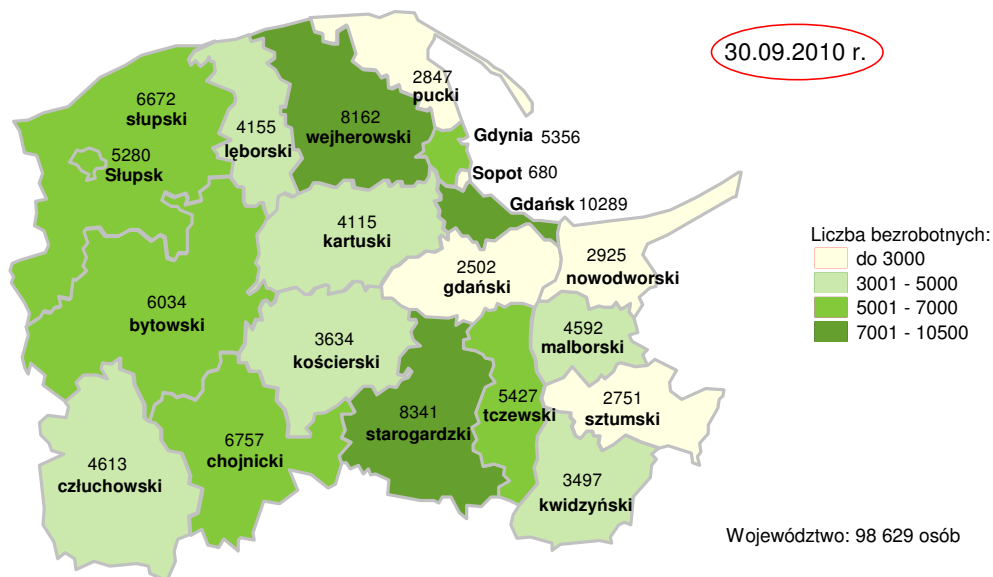 30.09.2010 r.
2847
pucki
6672
słupski
8162
wejherowski
4155
lęborski
Gdynia 5356
5280
Słupsk
Sopot 680
Gdańsk 10289
4115
kartuski
2502
gdański
2925
nowodworski
Liczba bezrobotnych:
do 3000
3001 - 5000
5001 - 7000
7001 - 10500
6034
bytowski
3634
kościerski
4592
malborski
5427
tczewski
2751
sztumski
8341
starogardzki
6757
chojnicki
4613
człuchowski
3497
kwidzyński
Województwo: 98 629 osób